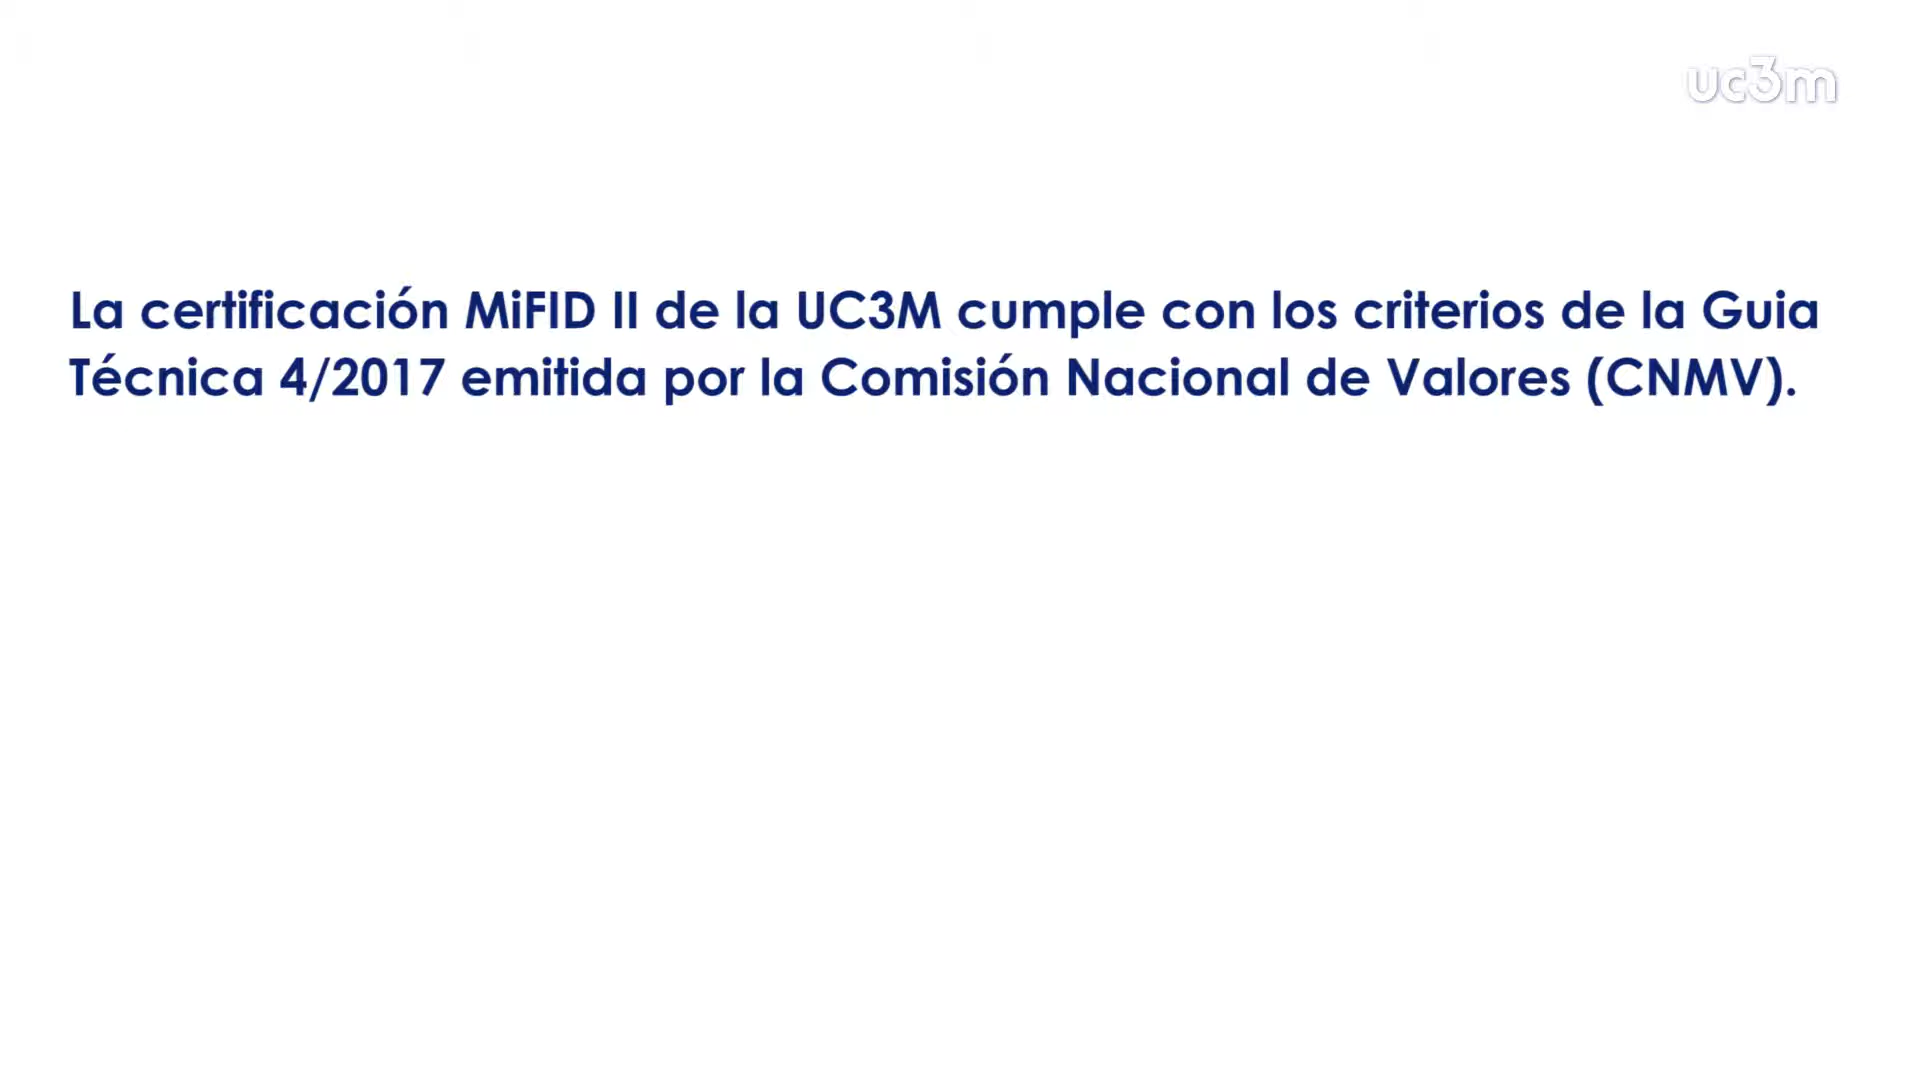 uc3m
La certificación MiFID II de la UC3M cumple con los criterios de la Guia
Técnica 4/2017 emitida por la Comisión Nacional de Valores (CNMV).